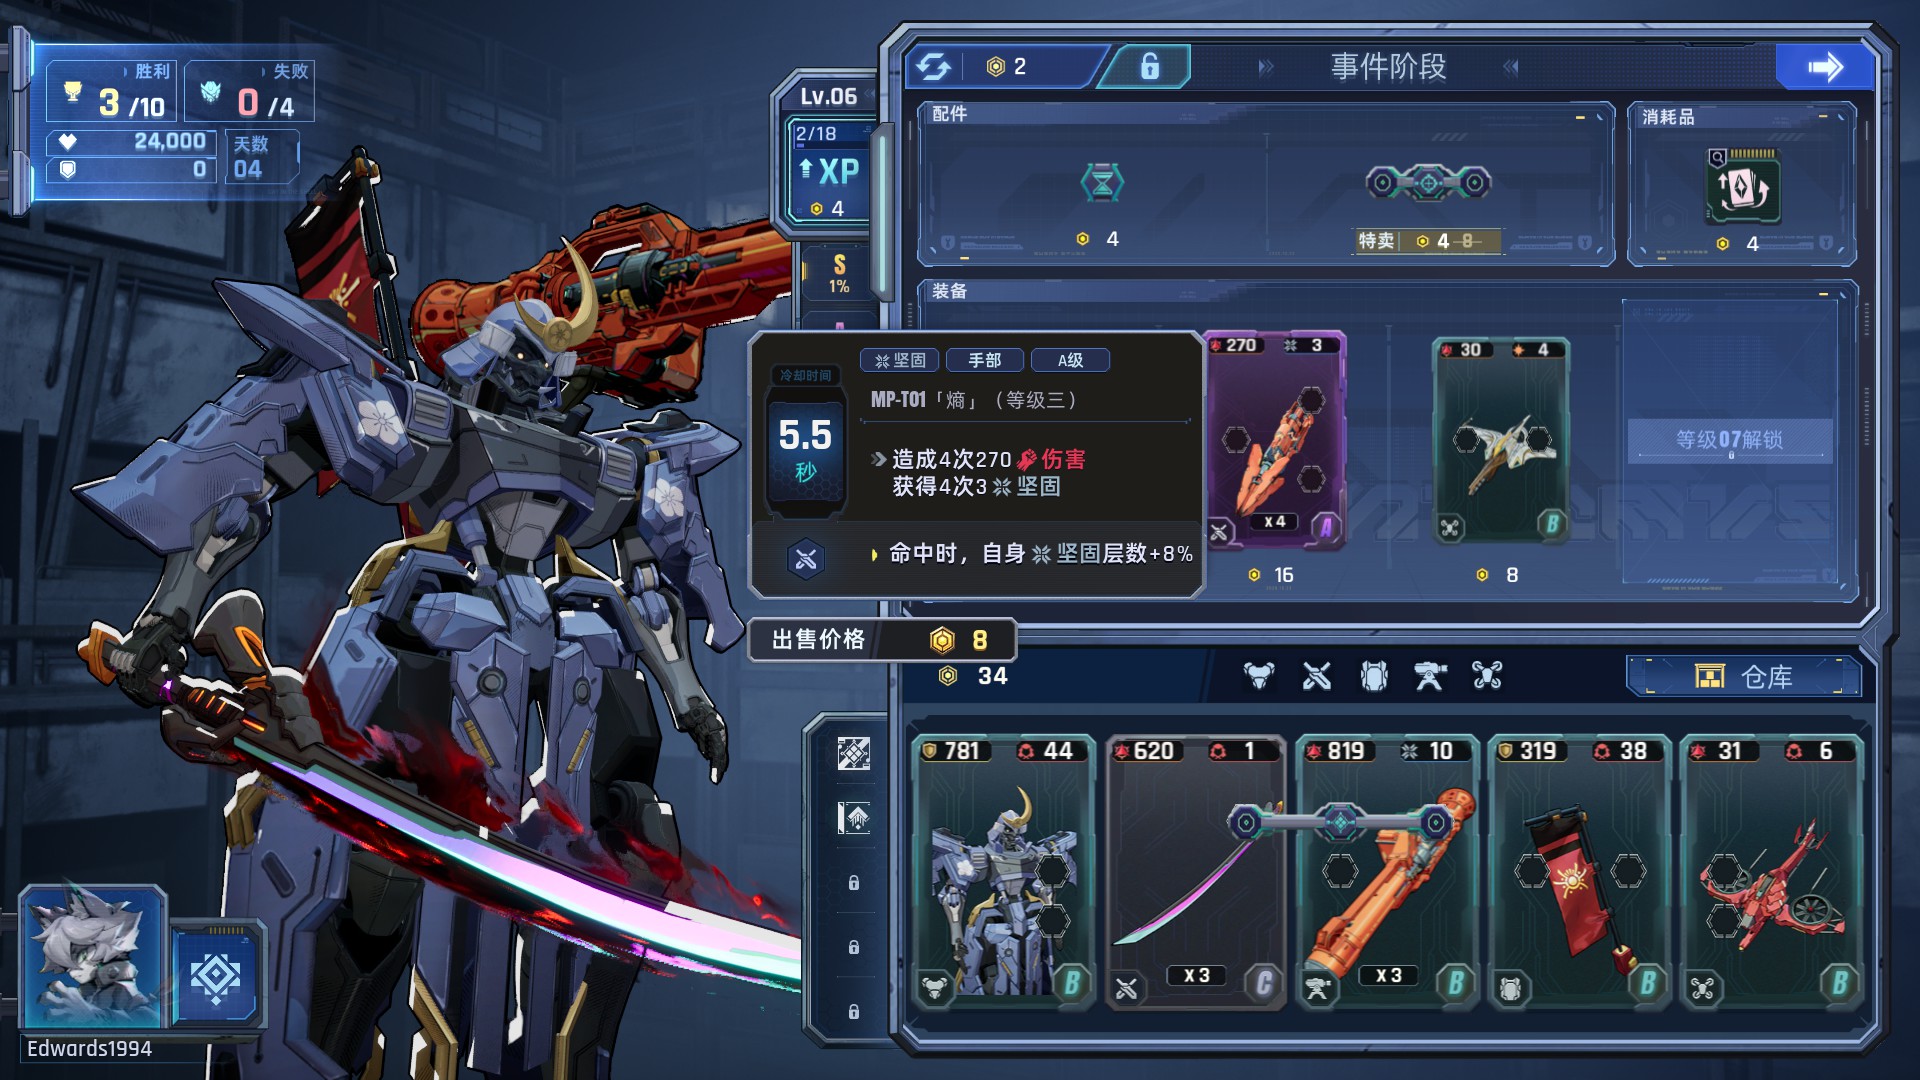 胜利
3 /10
失败
0 /4
24,000
0
天数
04
Lv.06
2/18
XP
4
S
1%
2
事件阶段
配件
4
特卖 4 8
消耗品
4
装备
270 3
x4
A
16
30 4
B
8
等级07解锁
冷却时间
5.5
秒
坚固
手部
A级
MP-T01「熵」（等级三）
造成4次270伤害
获得4次3坚固
命中时，自身坚固层数+8%
出售价格 8
34
仓库
781 44
B
620 1
x3
C
819 10
x3
B
319 38
B
31 6
B
Edwards1994